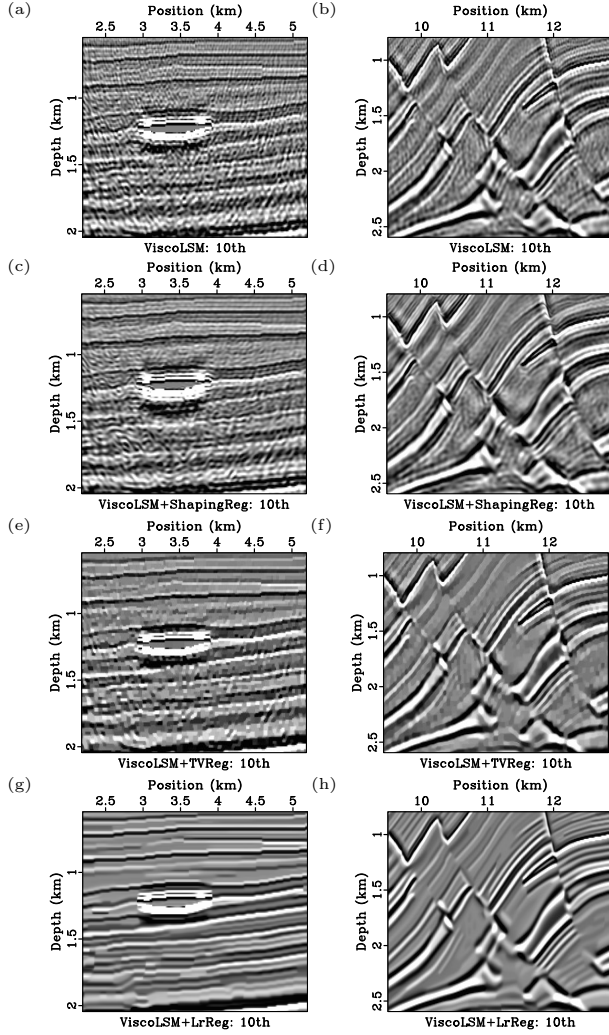 (a)
(b)
Position (km)
Position (km)
2.5 3 3.5 4 4.5 5
10 11 12
Depth (km)
1
1.5
2
Depth (km)
1
1.5
2
2.5
ViscoLSM: 10th
ViscoLSM: 10th
(c)
(d)
Position (km)
Position (km)
2.5 3 3.5 4 4.5 5
10 11 12
Depth (km)
1
1.5
2
Depth (km)
1
1.5
2
2.5
ViscoLSM+ShapingReg: 10th
ViscoLSM+ShapingReg: 10th
(e)
(f)
Position (km)
Position (km)
2.5 3 3.5 4 4.5 5
10 11 12
Depth (km)
1
1.5
2
Depth (km)
1
1.5
2
2.5
ViscoLSM+TVReg: 10th
ViscoLSM+TVReg: 10th
(g)
(h)
Position (km)
Position (km)
2.5 3 3.5 4 4.5 5
10 11 12
Depth (km)
1
1.5
2
Depth (km)
1
1.5
2
2.5
ViscoLSM+LrReg: 10th
ViscoLSM+LrReg: 10th